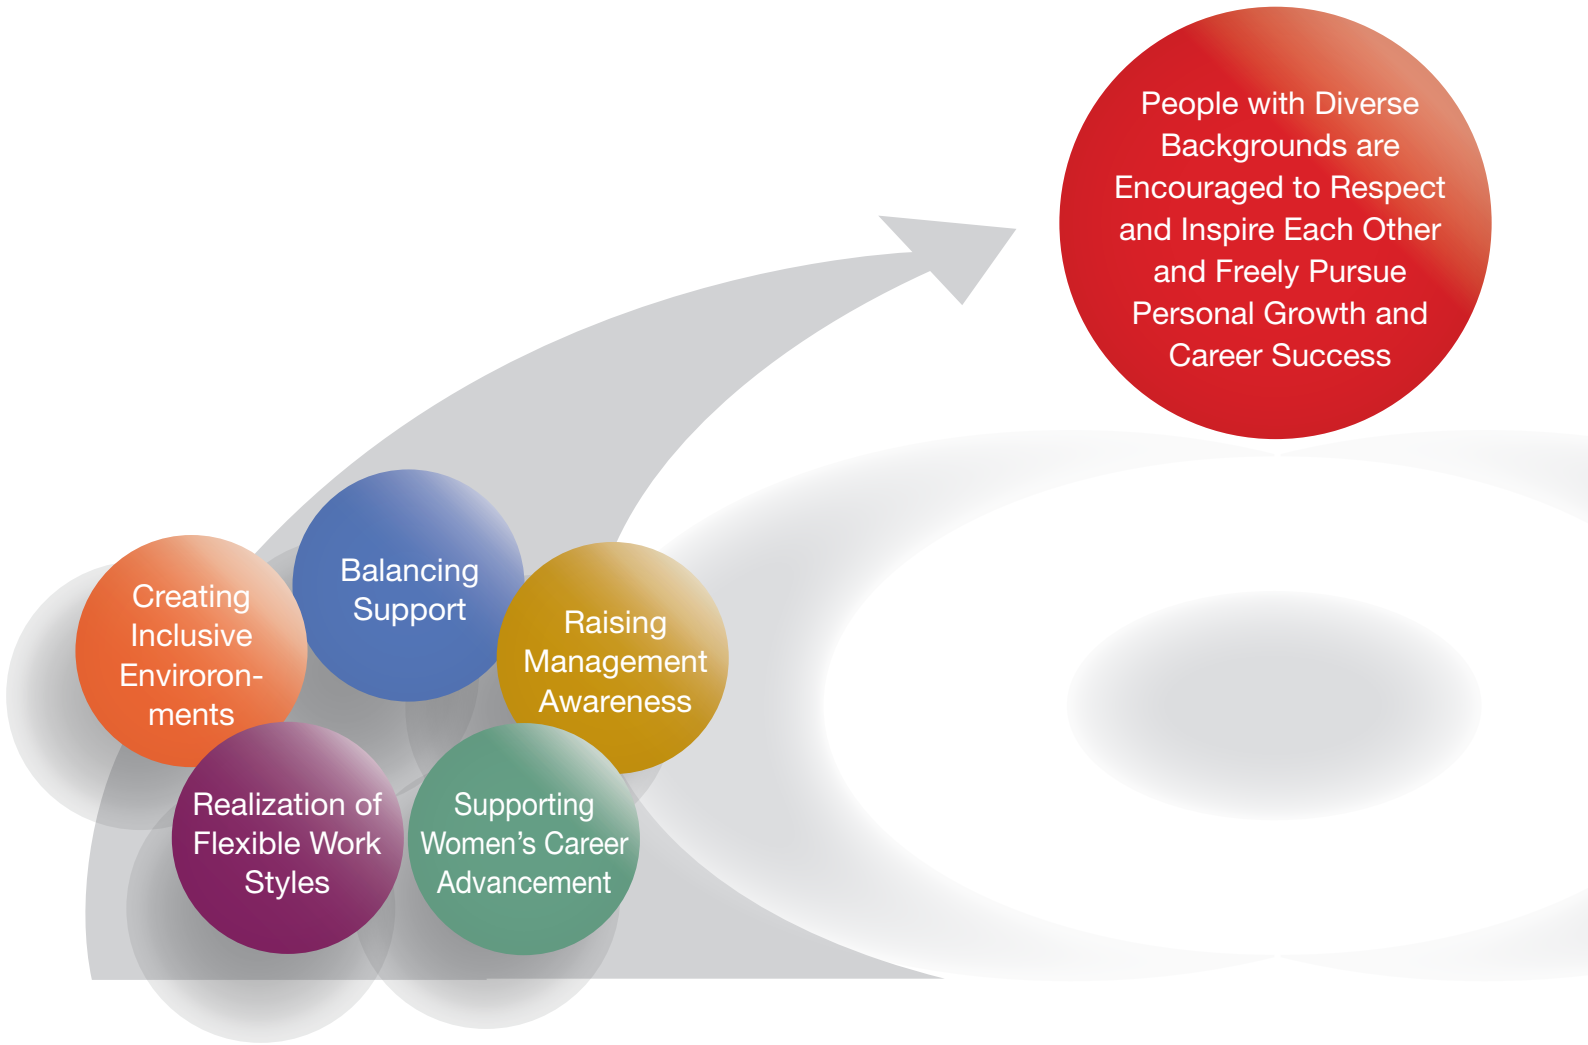 People with Diverse
Backgrounds are
Encouraged to Respect
and Inspire Each Other
and Freely Pursue
Personal Growth and
Career Success
Balancing
Support
Creating
Inclusive
Enviroron-
ments
Raising
Management
Awareness
Realization of
Flexible Work
Styles
Supporting
Women’s Career
Advancement